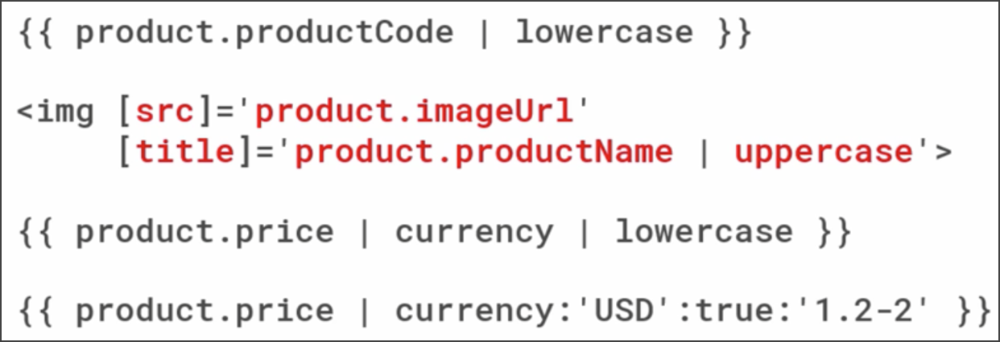 {{ product.productCode | lowercase }}
<img [src]='product.imageUrl'
[title]='product.productName | uppercase'>
{{ product.price | currency | lowercase }}
{{ product.price | currency:'USD':true:'1.2-2' }}